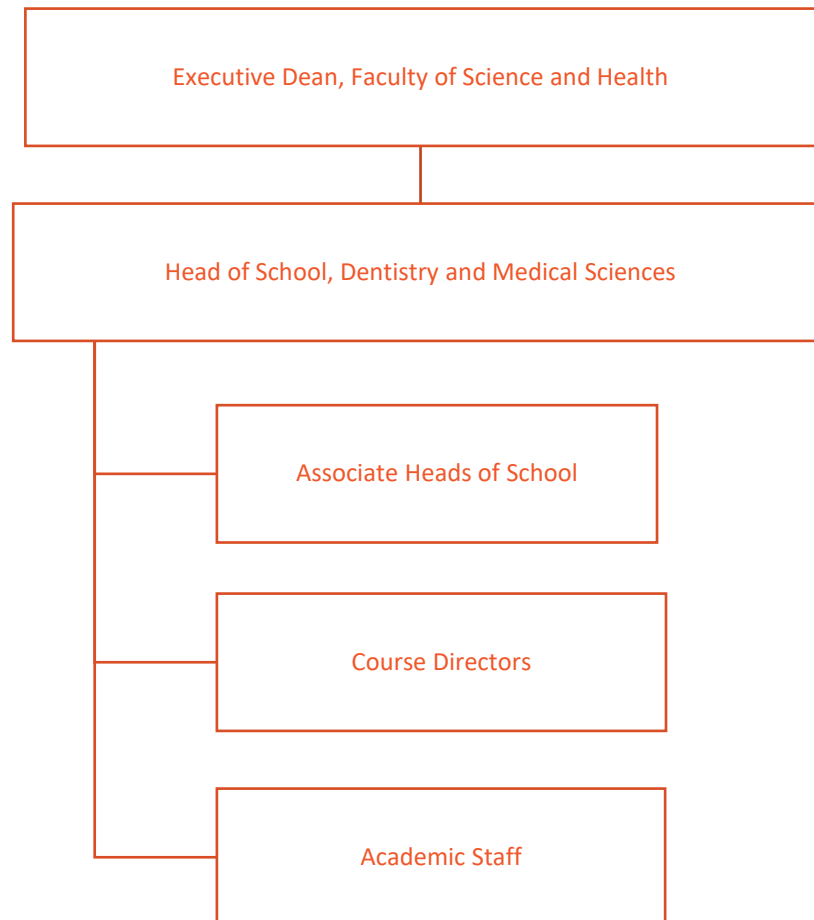 Executive Dean, Faculty of Science and Health
Head of School, Dentistry and Medical Sciences
Associate Heads of School
Course Directors
Academic Staff